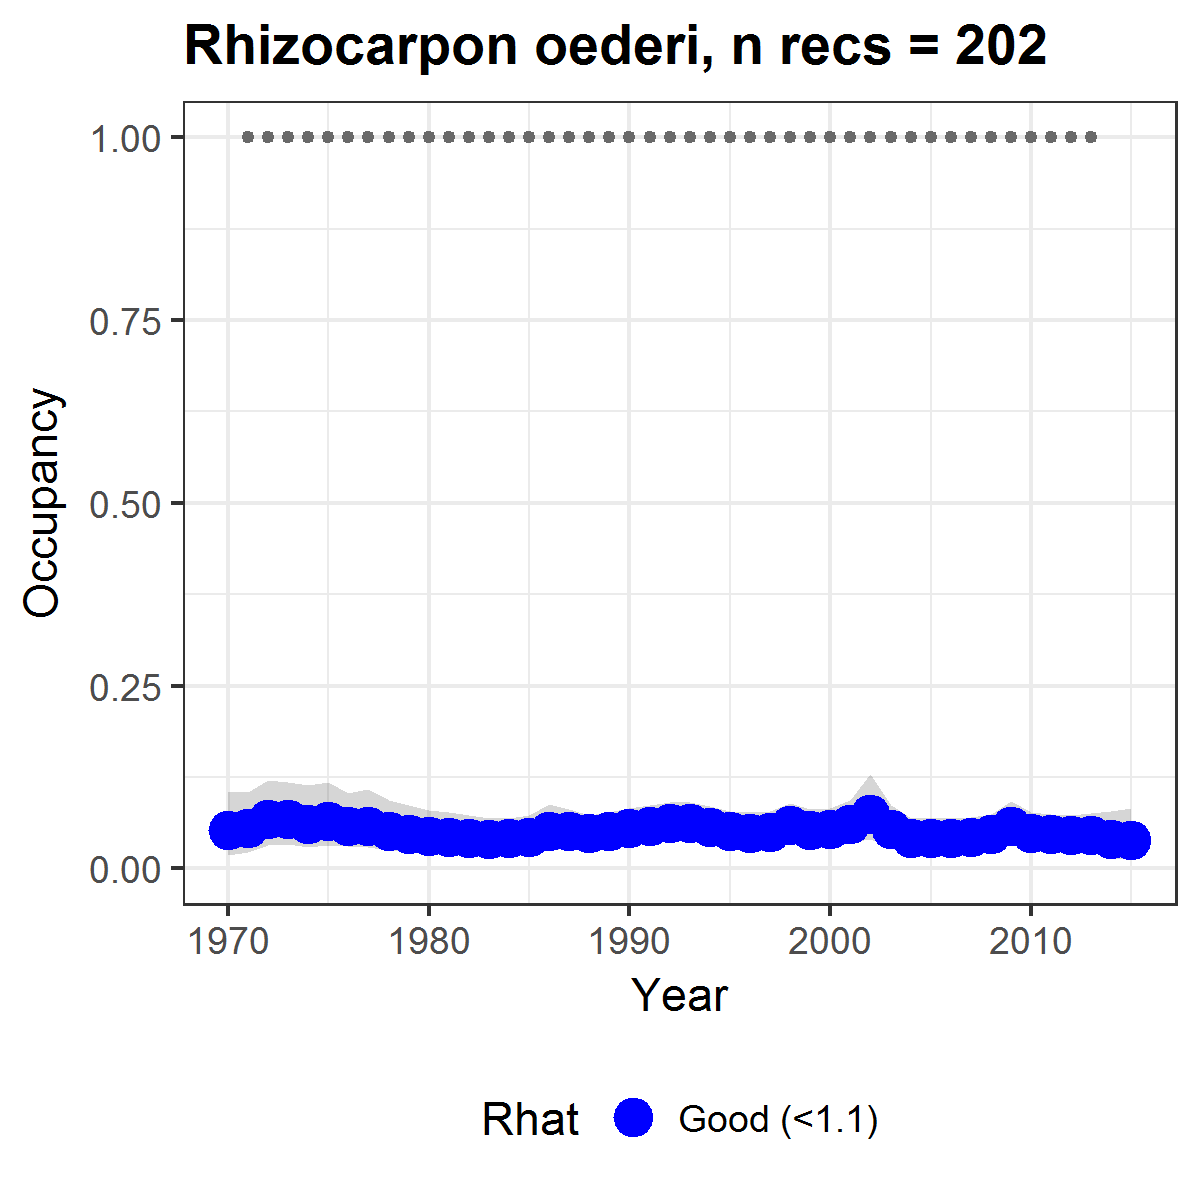 Rhizocarpon oederi, n recs = 202
1.00
0.75
0.50
0.25
0.00
Occupancy
1970 1980 1990 2000 2010
Year
Rhat Good (<1.1)